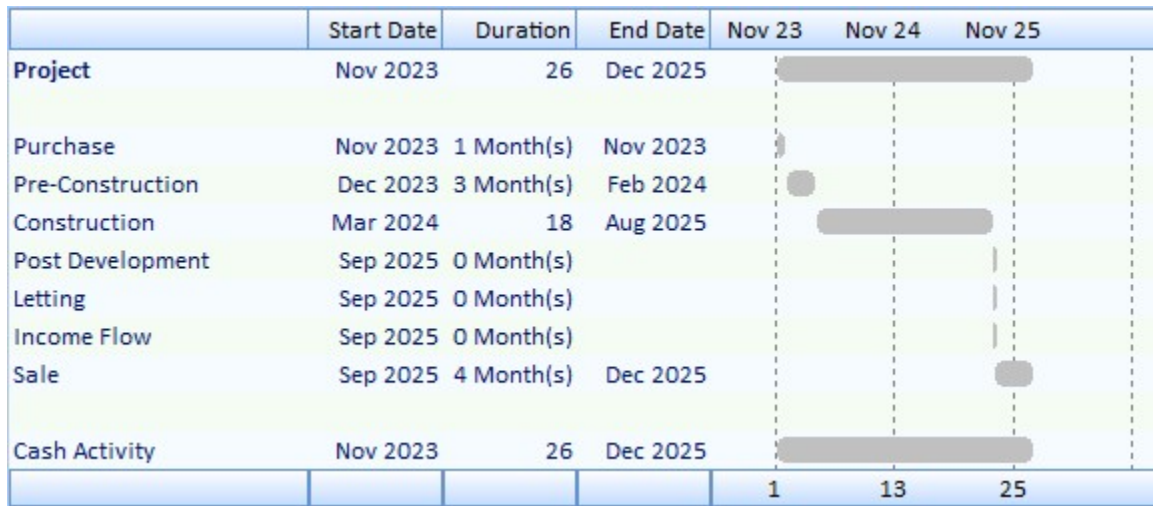 Start Date Duration End Date Nov 23 Nov 24 Nov 25
Project Nov 2023 26 Dec 2025
Purchase Nov 2023 1 Month(s) Nov 2023
Pre-Construction Dec 2023 3 Month(s) Feb 2024
Construction Mar 2024 18 Aug 2025
Post Development Sep 2025 0 Month(s)
Letting Sep 2025 0 Month(s)
Income Flow Sep 2025 0 Month(s)
Sale Sep 2025 4 Month(s) Dec 2025
Cash Activity Nov 2023 26 Dec 2025
1 13 25